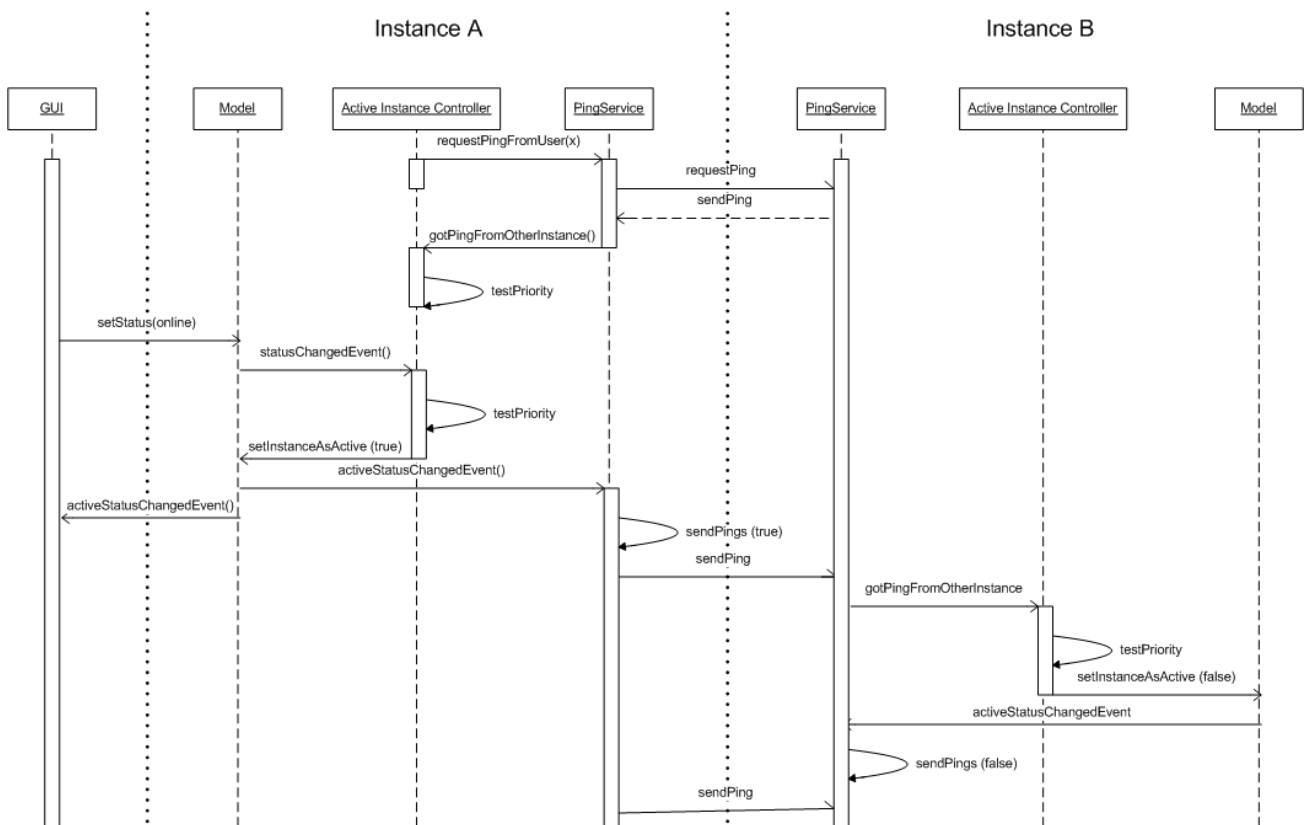 Instance A
Instance B
GUI
Model
Active Instance Controller
PingService
PingService
Active Instance Controller
Model
requestPingFromUser(x)
requestPing
sendPing
gotPingFromOtherInstance()
testPriority
setStatus(online)
statusChangedEvent()
testPriority
setInstanceAsActive (true)
activeStatusChangedEvent()
activeStatusChangedEvent()
sendPings (true)
sendPing
gotPingFromOtherInstance
testPriority
setInstanceAsActive (false)
activeStatusChangedEvent
sendPings (false)
sendPing